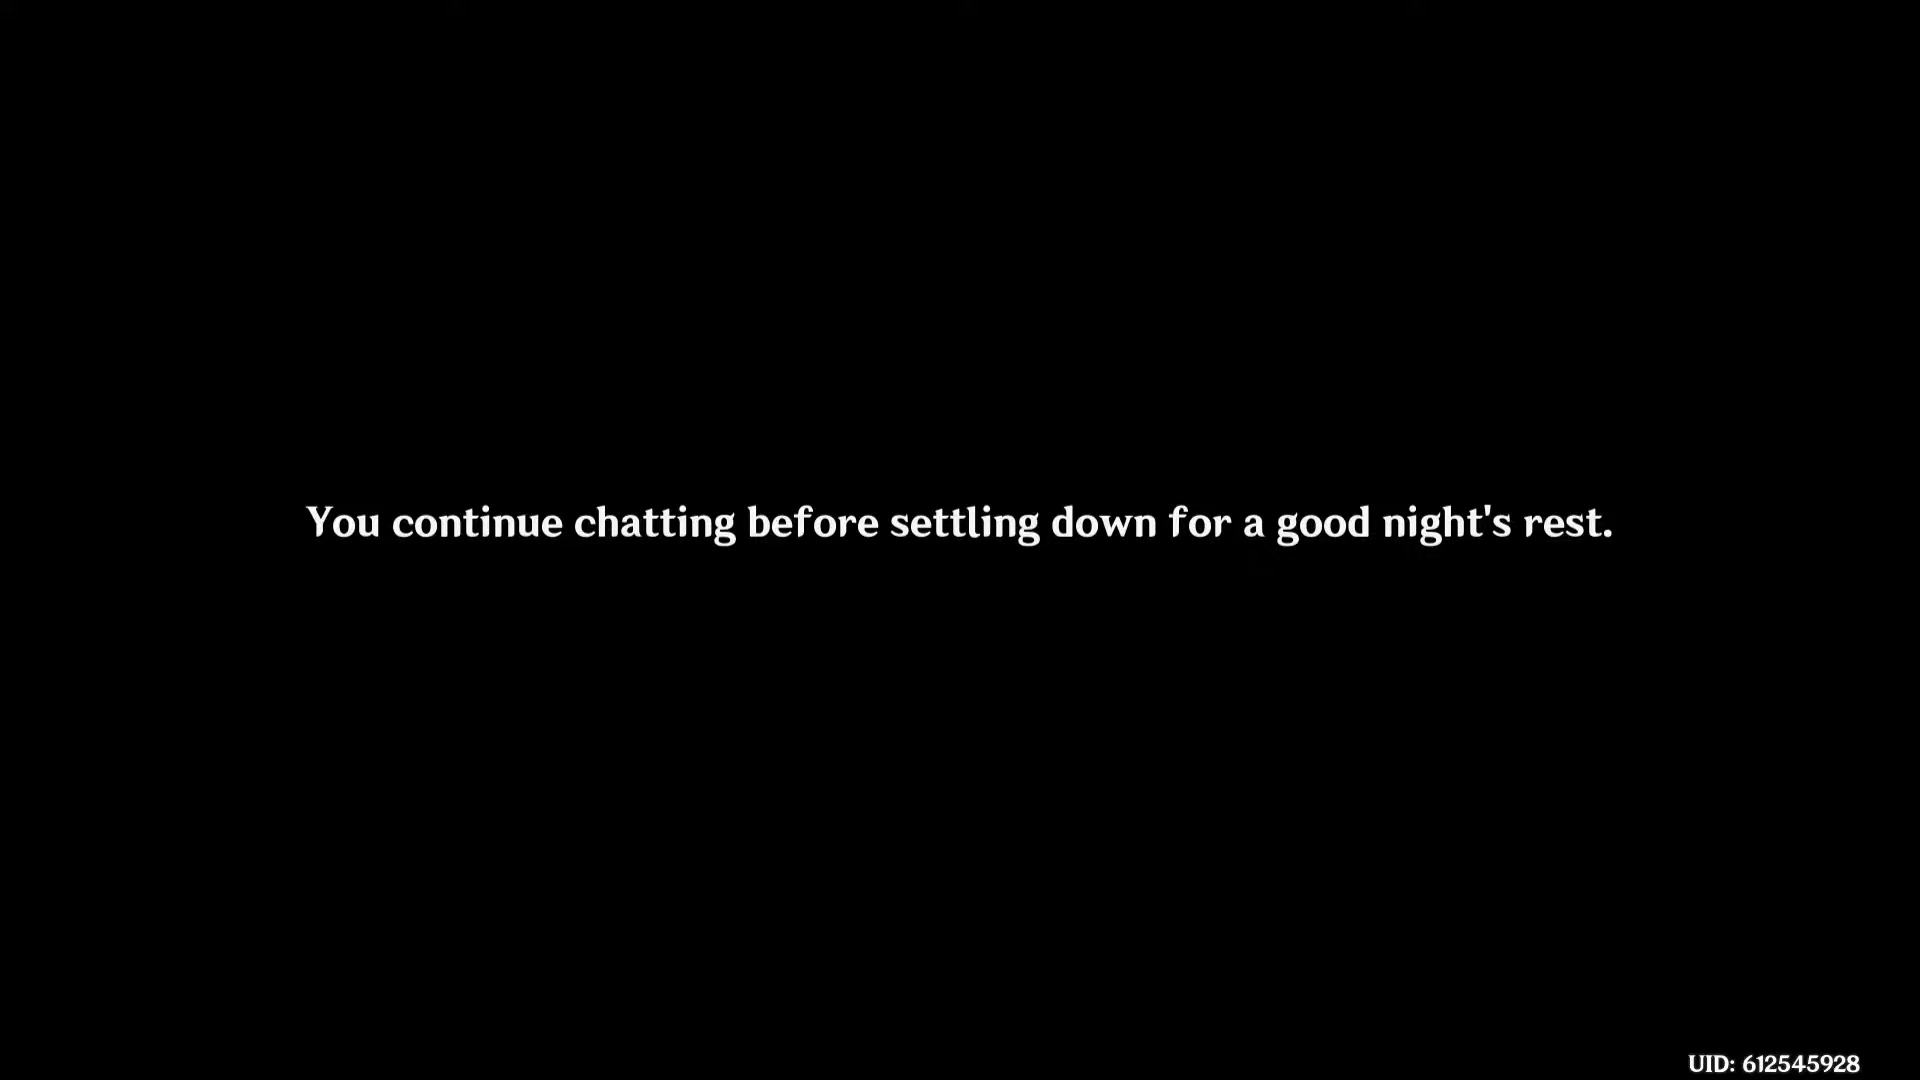 You continue chatting before settling down for a good night's rest.
UID: 612545928